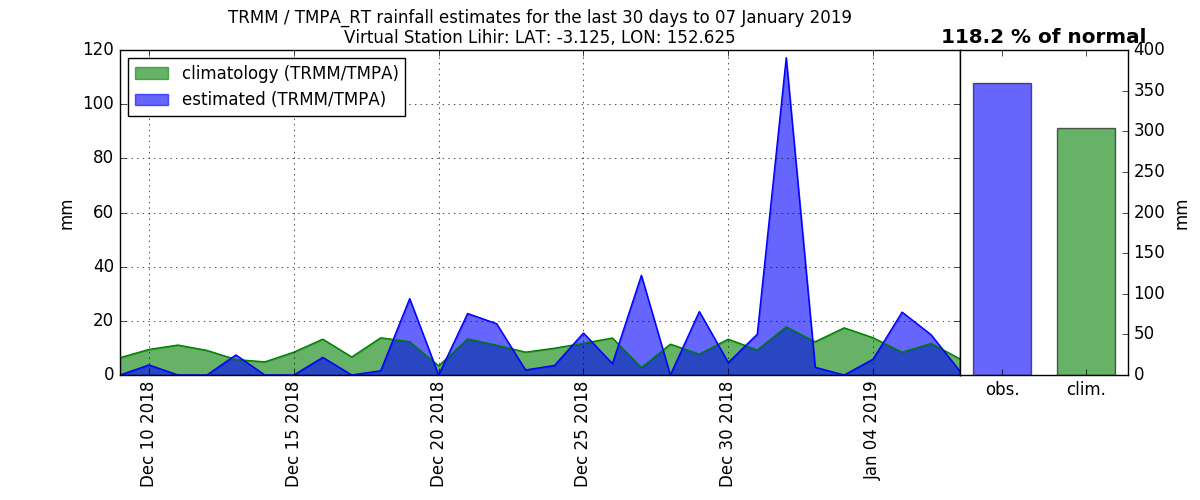 TRMM / TMPA_RT rainfall estimates for the last 30 days to 07 January 2019
Virtual Station Lihir: LAT: -3.125, LON: 152.625
118.2 % of normal
climatology (TRMM/TMPA)
estimated (TRMM/TMPA)
120
100
80
60
40
20
0
mm
Dec 10 2018
Dec 15 2018
Dec 20 2018
Dec 25 2018
Dec 30 2018
Jan 04 2019
obs.
clim.
400
350
300
250
200
150
100
50
0
mm